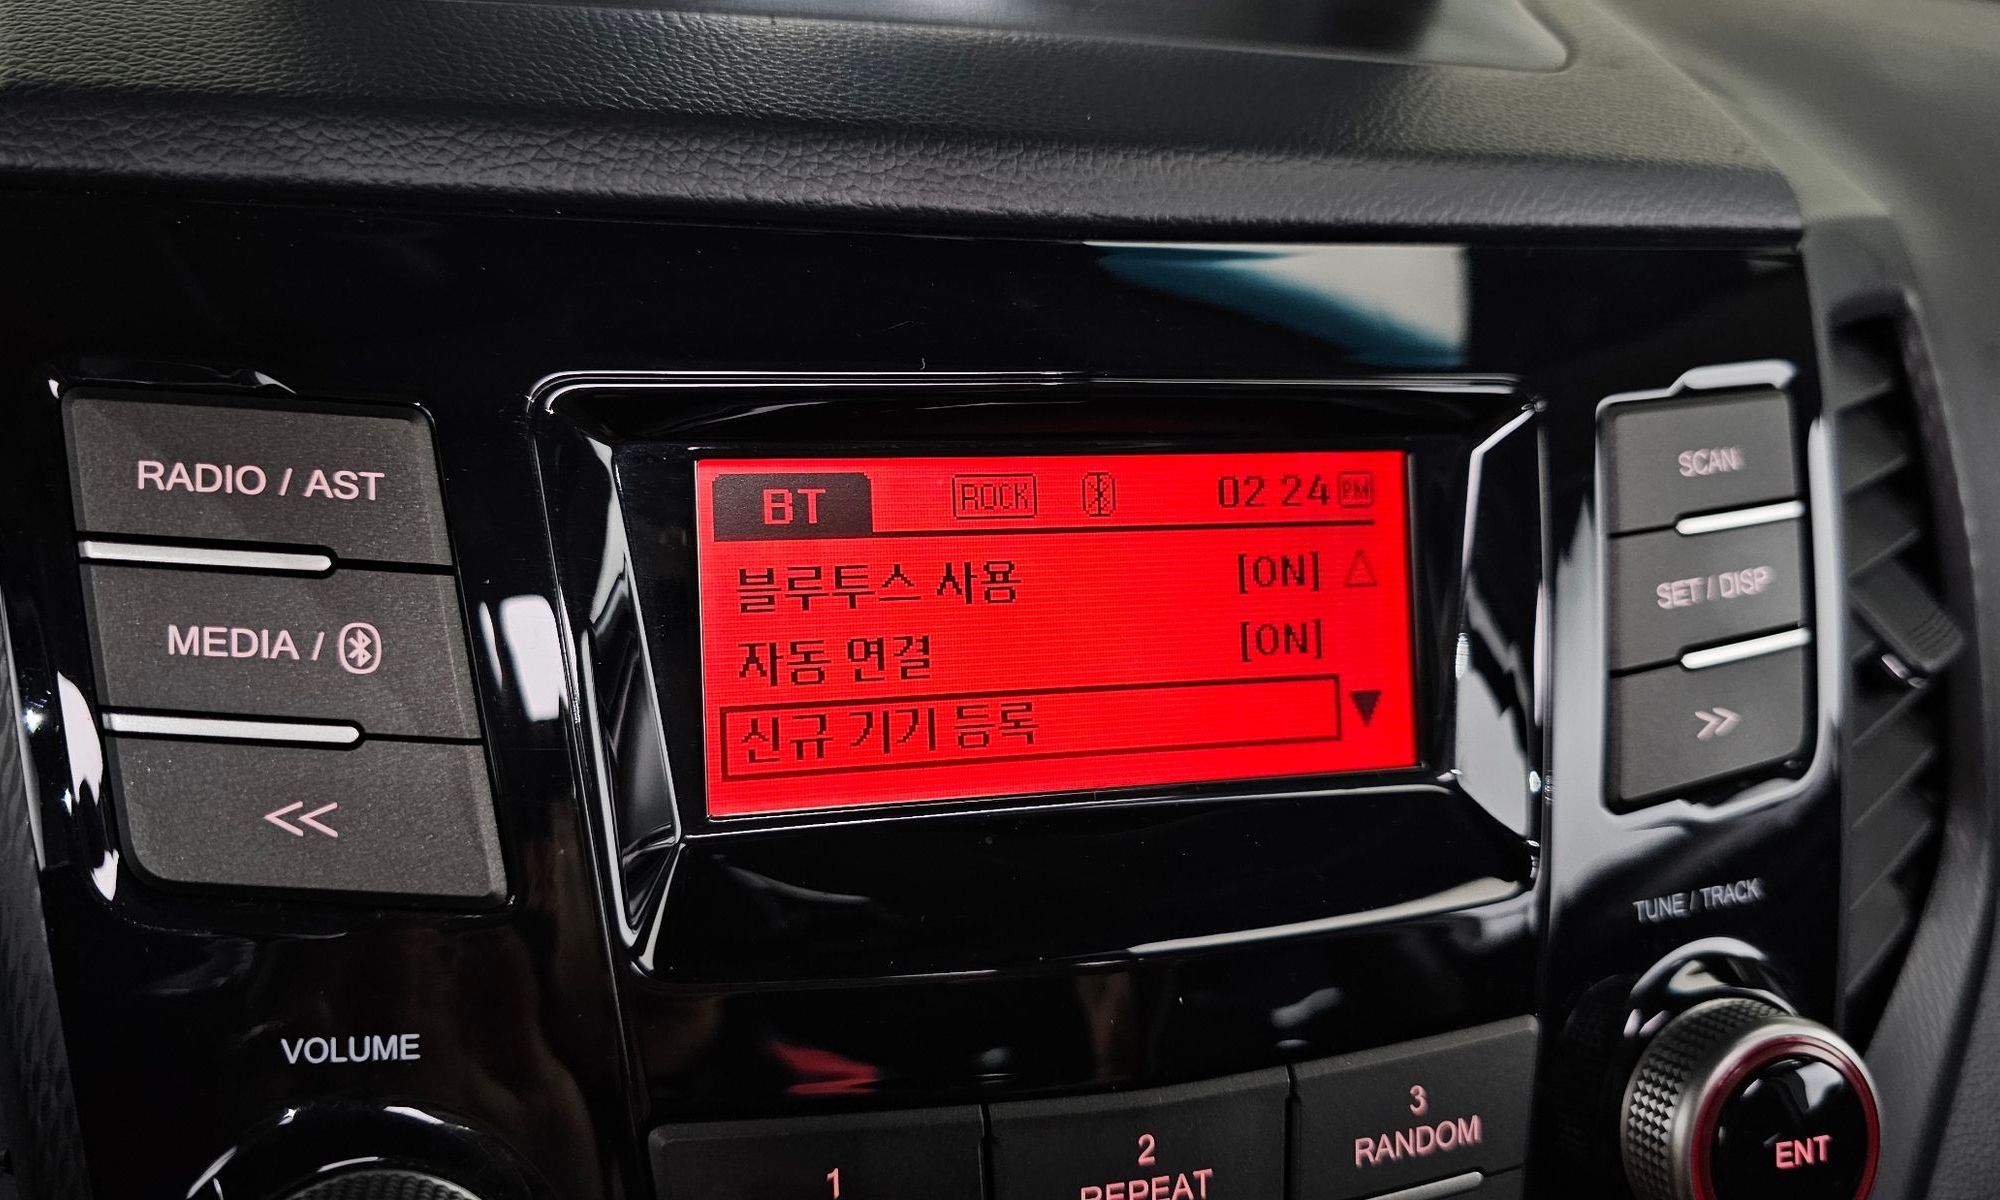 RADIO / AST
MEDIA /
<<
VOLUME
BT ROCK 02 24 PM
블루투스 사용 [ON]
자동 연결 [ON]
신규 기기 등록
SCAN
SET / DISP
>>
TUNE / TRACK
ENT
1
2
REPEAT
3
RANDOM